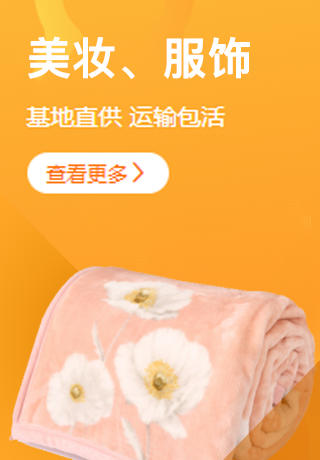 美妆、服饰
基地直供 运输包活
查看更多